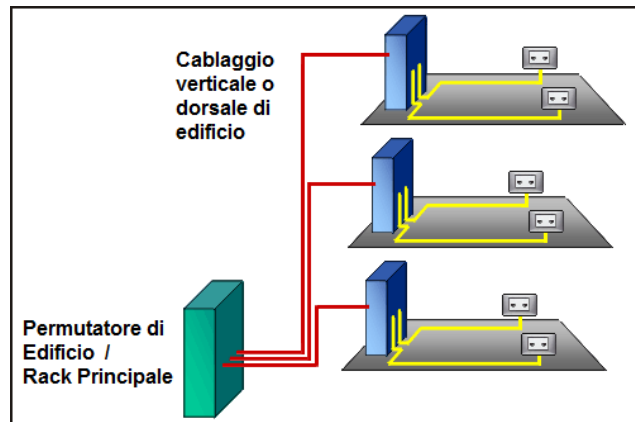 Cablaggio
verticale o
dorsale di
edificio
Permutatore di
Edificio /
Rack Principale